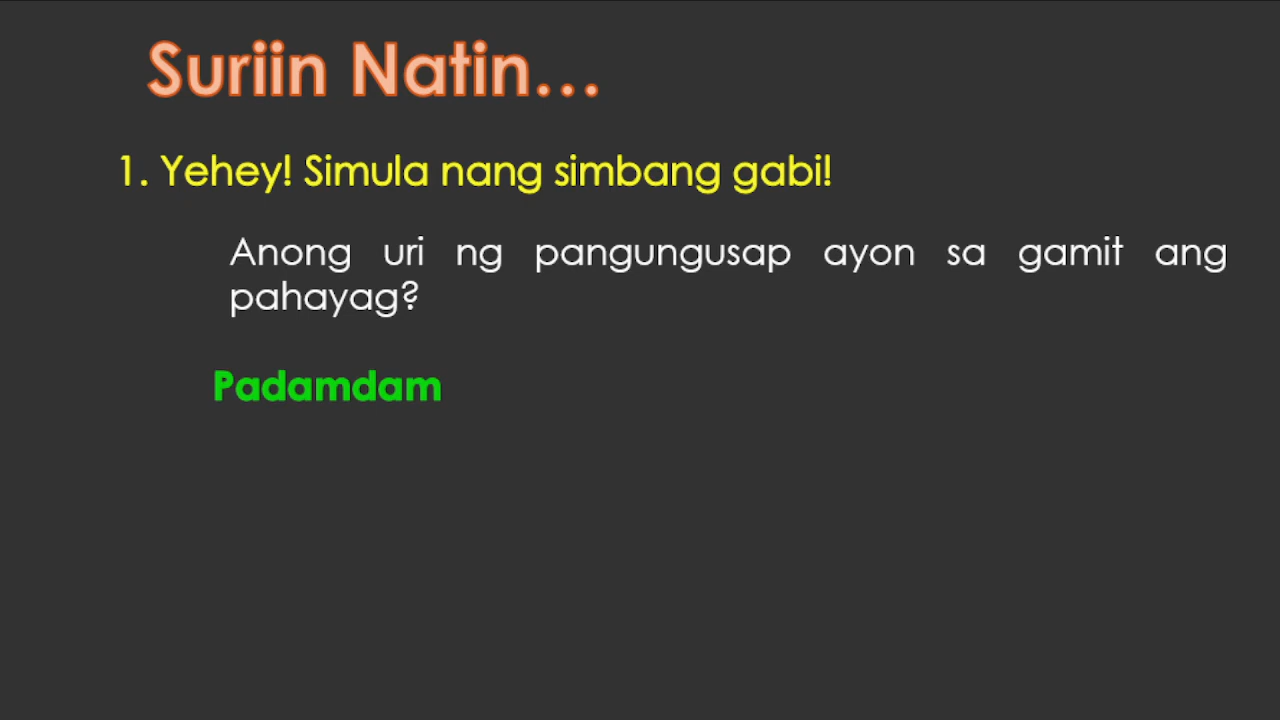 Suriin Natin...
1. Yehey! Simula nang simbang gabi!
Anong uri ng pangungusap ayon sa gamit ang
pahayag?
Padamdam